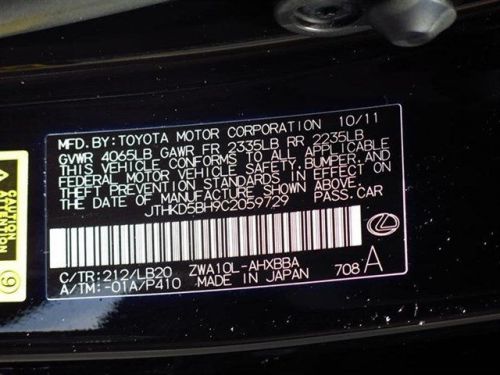 MFD. BY: TOYOTA MOTOR CORPORATION 10/11
GVWR 4065LB GAWR FR 2335LB RR 2235LB
THIS VEHICLE CONFORMS TO ALL APPLICABLE
FEDERAL MOTOR VEHICLE SAFETY, BUMPER, AND
THEFT PREVENTION STANDARDS IN EFFECT ON
THE DATE OF MANUFACTURE SHOWN ABOVE.
JTHKD5BH9C2059729 PASS. CAR
C/TR: 212/LB20 ZWA10L-AHXBBA
A/TM: -01A/P410 MADE IN JAPAN 708 A
CAUTION